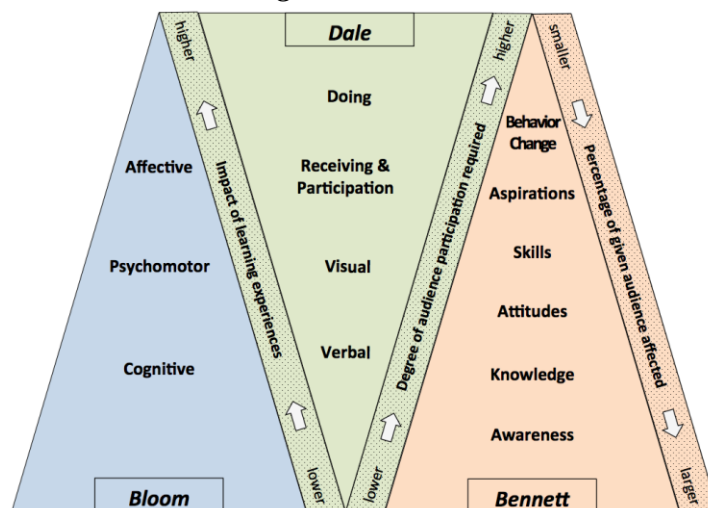 Bloom
Affective
Psychomotor
Cognitive
higher
Impact of learning experiences
lower
Dale
Doing
Receiving &
Participation
Visual
Verbal
higher
Degree of audience participation required
lower
Behavior
Change
Aspirations
Skills
Attitudes
Knowledge
Awareness
Bennett
smaller
Percentage of given audience affected
larger